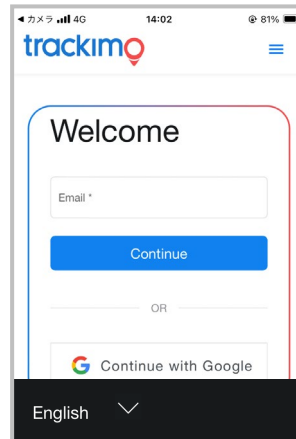 ◀ カメラ 4G 14:02 81%
trackimo
Welcome
Email *
Continue
OR
Continue with Google
English